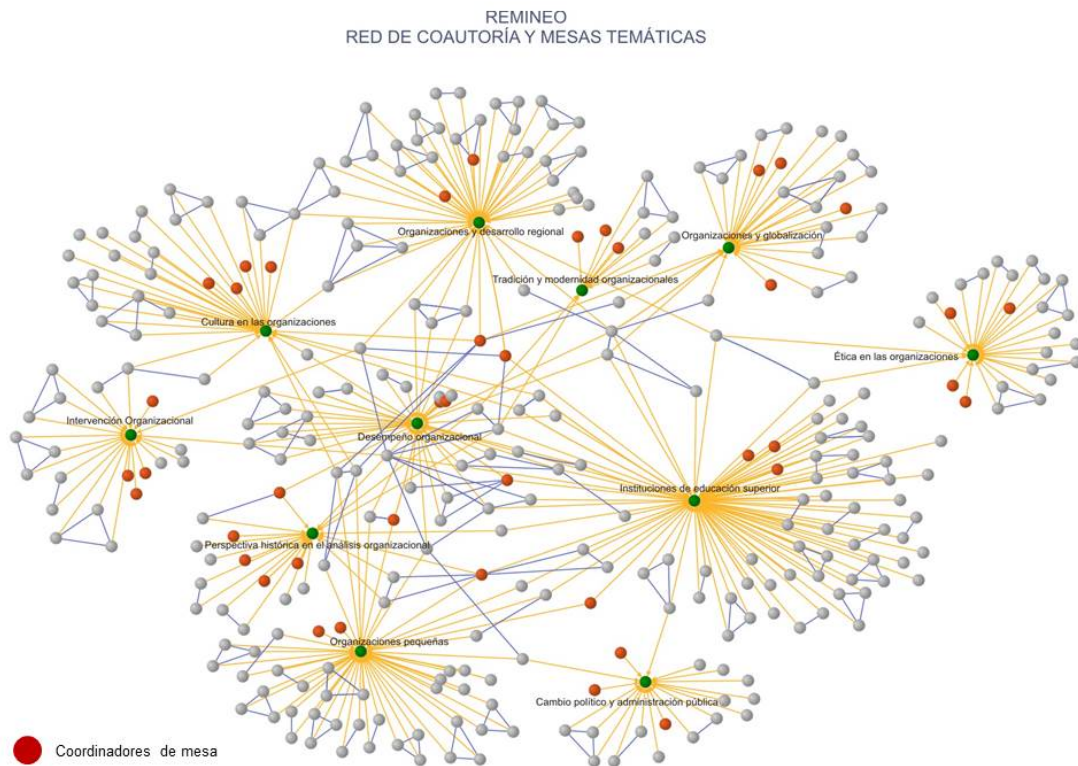 REMINEO
RED DE COAUTORÍA Y MESAS TEMÁTICAS
Organizaciones y desarrollo regional
Organizaciones y globalización
Tradición y modernidad organizacionales
Cultura en las organizaciones
Ética en las organizaciones
Intervención Organizacional
Desempeño organizacional
Instituciones de educación superior
Perspectiva histórica en el análisis organizacional
Organizaciones pequeñas
Cambio político y administración pública
Coordinadores de mesa